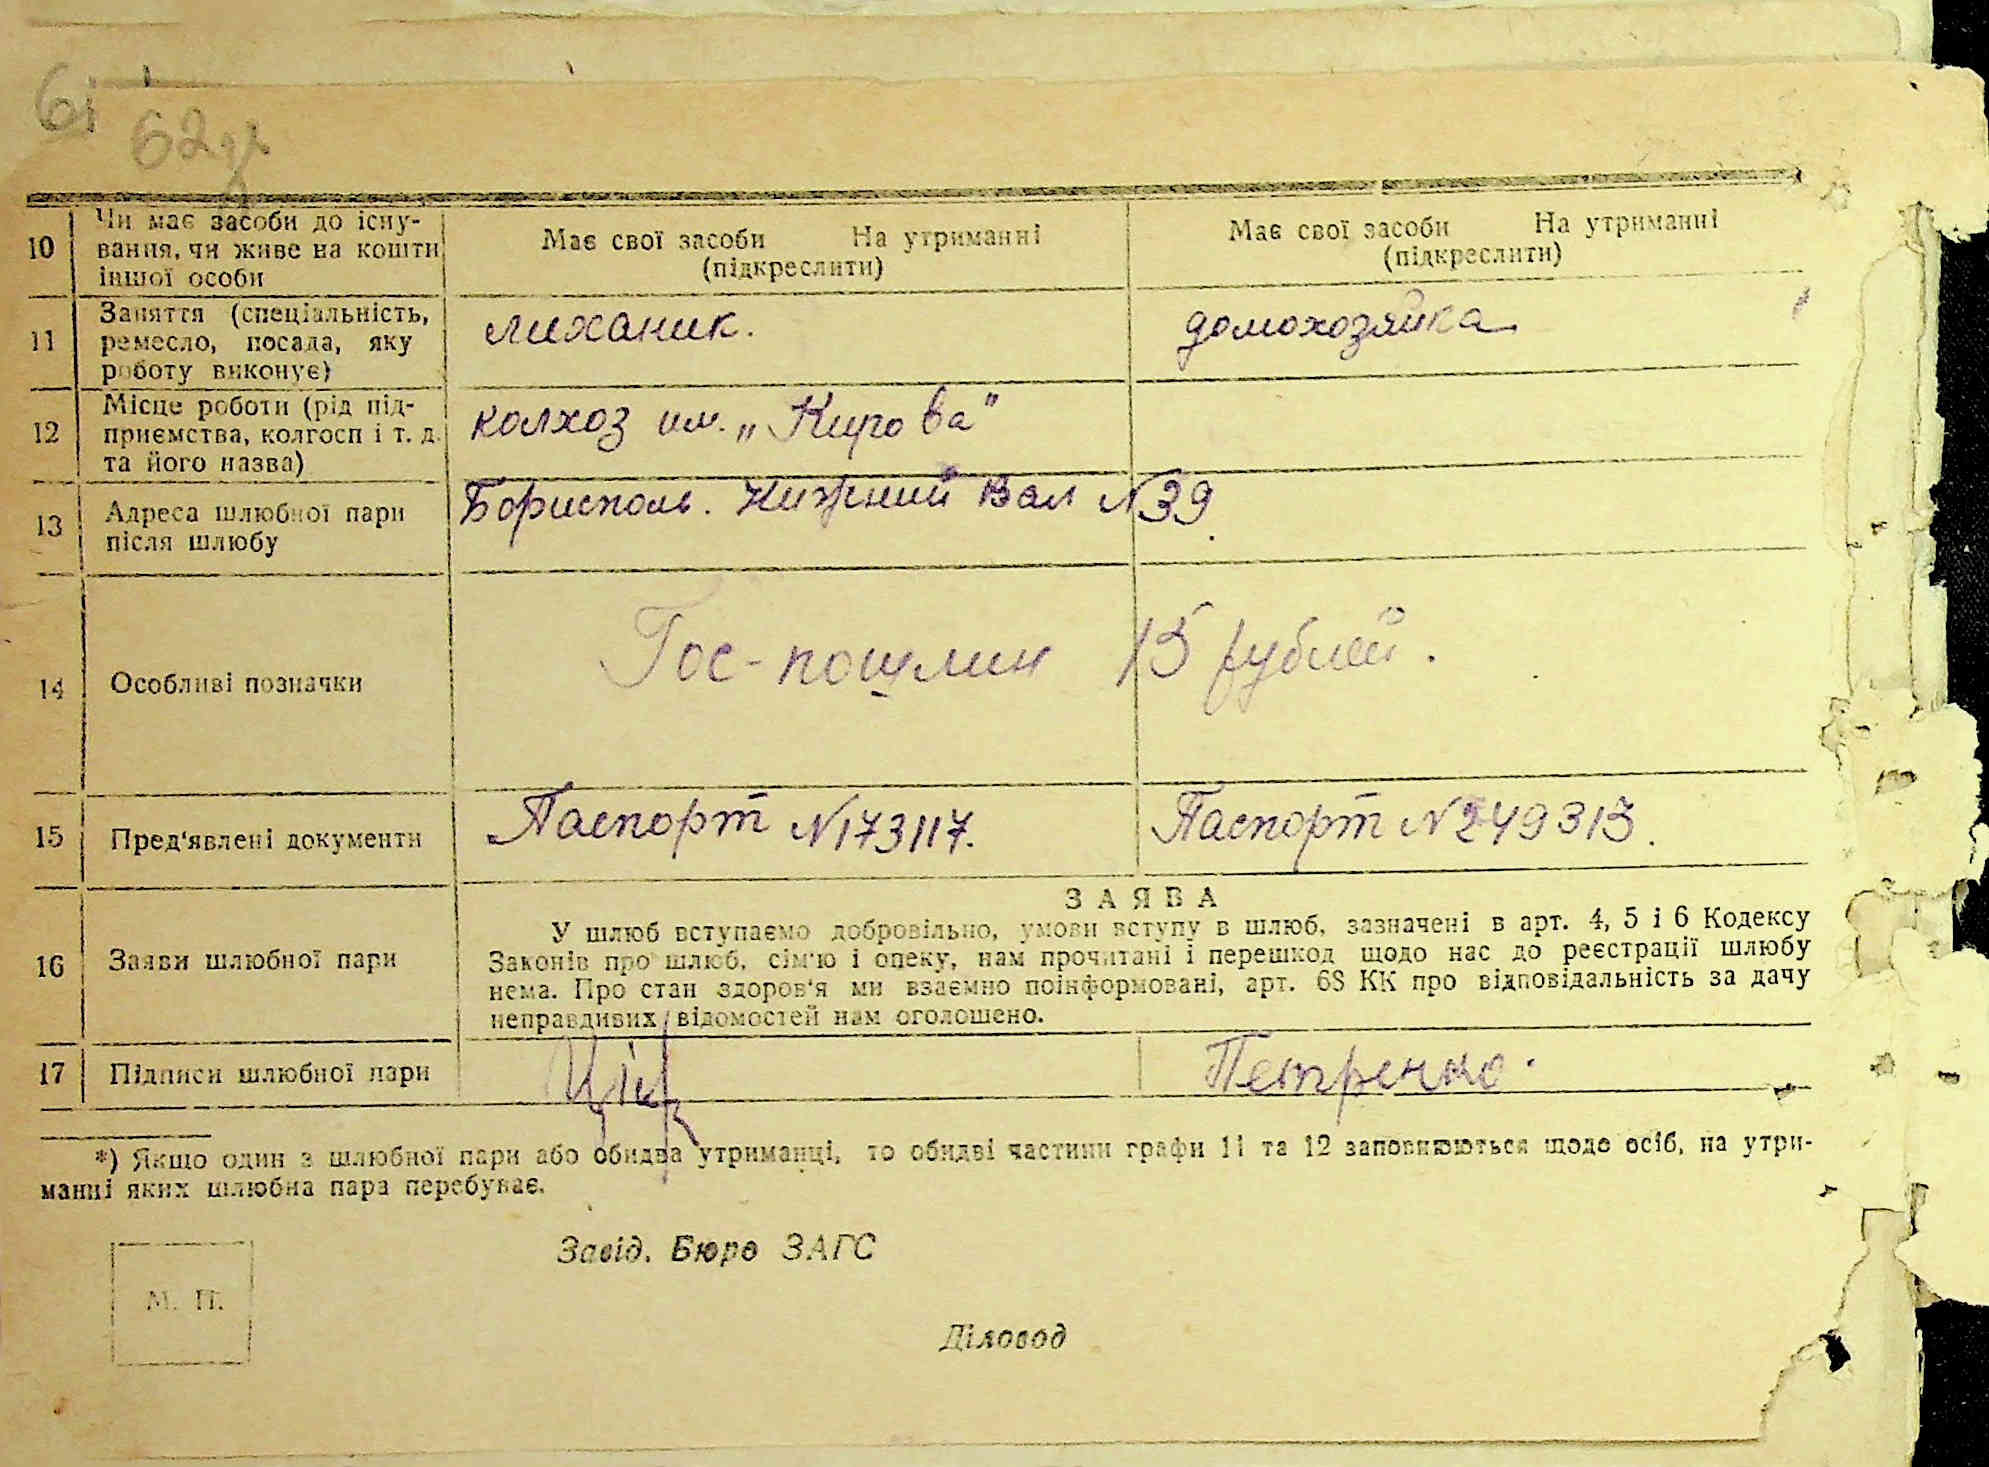 61
62
10 Чи має засоби до існу-
вання, чи живе на кошти
іншої особи
Має свої засоби На утриманні
(підкреслити)
Має свої засоби На утриманні
(підкреслити)
11 Заняття (спеціальність,
ремесло, посада, яку
роботу виконує)
миханик.
домохозяйка
12 Місце роботи (рід під-
приємства, колгосп і т. д.
та його назва)
колхоз им. „Кирова"
13 Адреса шлюбної пари
після шлюбу
Борисполь. Нижний Вал №39.
14 Особливі позначки
Гос-пошлин 15 рублей.
15 Пред'явлені документи
Паспорт №173117.
Паспорт №249313.
16 Заяви шлюбної пари
ЗАЯВА
У шлюб вступаємо добровільно, умови вступу в шлюб, зазначені в арт. 4, 5 і 6 Кодексу
Законів про шлюб, сім'ю і опеку, нам прочитані і перешкод щодо нас до реєстрації шлюбу
нема. Про стан здоров'я ми взаємно поінформовані, арт. 68 КК про відповідальність за дачу
неправдивих відомостей нам оголошено.
17 Підписи шлюбної пари
Петренко.
*) Якщо один з шлюбної пари або обидва утриманці, то обидві частини графи 11 та 12 заповнюються щодо осіб, на утри-
манні яких шлюбна пара перебуває.
Завід. Бюро ЗАГС
М. П.
Діловод